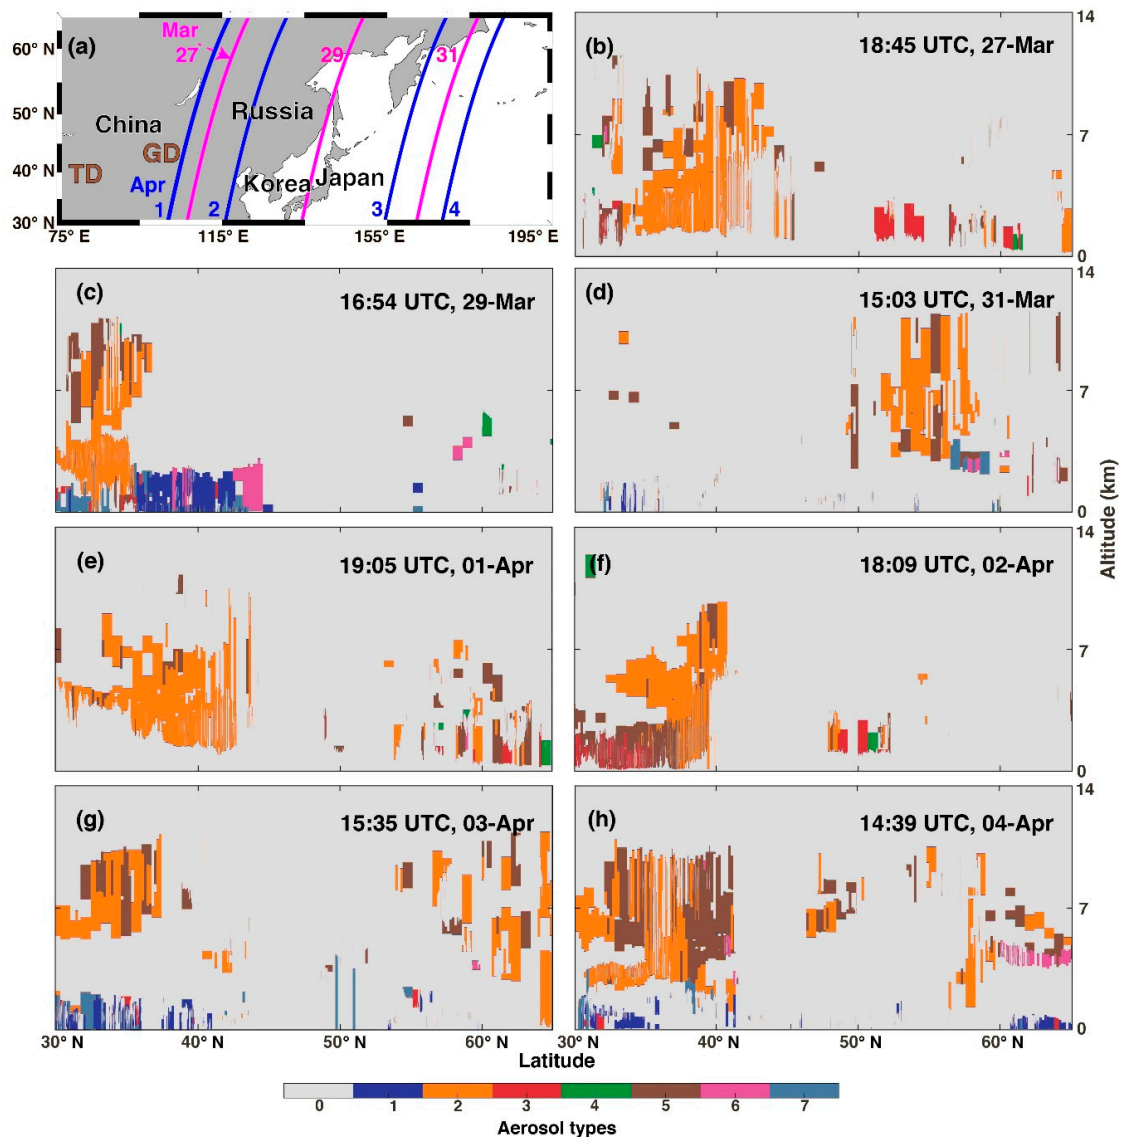 (a)
Mar
27
29
31
60° N
50° N
40° N
30° N
China
Russia
TD
GD
Korea
Japan
Apr
1
2
3
4
75° E
115° E
155° E
195° E
(b)
18:45 UTC, 27-Mar
14
7
0
(c)
16:54 UTC, 29-Mar
(d)
15:03 UTC, 31-Mar
14
7
0
Altitude (km)
(e)
19:05 UTC, 01-Apr
(f)
18:09 UTC, 02-Apr
14
7
0
(g)
15:35 UTC, 03-Apr
(h)
14:39 UTC, 04-Apr
14
7
0
30° N
40° N
50° N
60° N
30° N
40° N
50° N
60° N
Latitude
0 1 2 3 4 5 6 7
Aerosol types